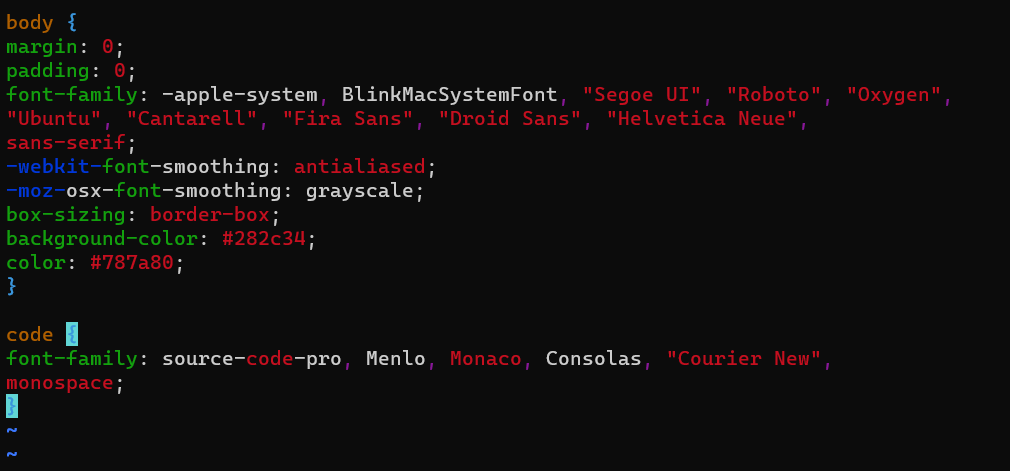 body {
margin: 0;
padding: 0;
font-family: -apple-system, BlinkMacSystemFont, "Segoe UI", "Roboto", "Oxygen",
"Ubuntu", "Cantarell", "Fira Sans", "Droid Sans", "Helvetica Neue",
sans-serif;
-webkit-font-smoothing: antialiased;
-moz-osx-font-smoothing: grayscale;
box-sizing: border-box;
background-color: #282c34;
color: #787a80;
}

code {
font-family: source-code-pro, Menlo, Monaco, Consolas, "Courier New",
monospace;
}
~
~